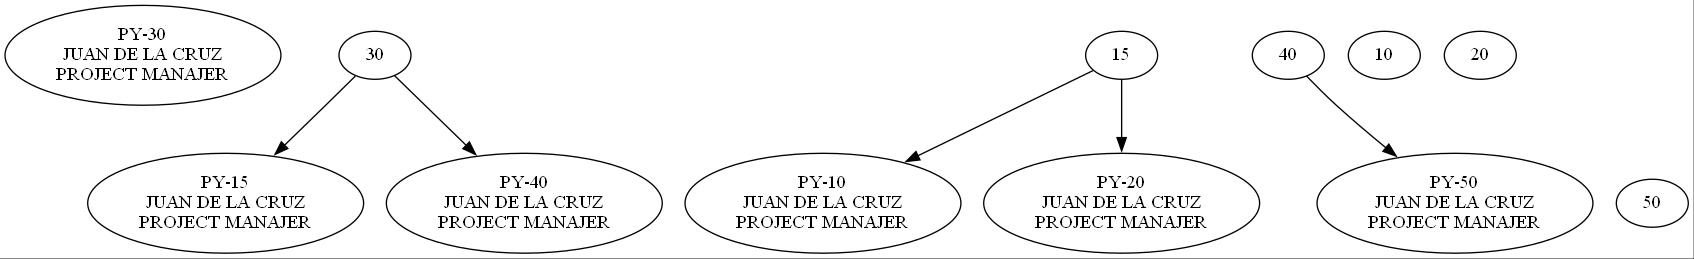 PY-30
JUAN DE LA CRUZ
PROJECT MANAJER
30
15
40
10
20
PY-15
JUAN DE LA CRUZ
PROJECT MANAJER
PY-40
JUAN DE LA CRUZ
PROJECT MANAJER
PY-10
JUAN DE LA CRUZ
PROJECT MANAJER
PY-20
JUAN DE LA CRUZ
PROJECT MANAJER
PY-50
JUAN DE LA CRUZ
PROJECT MANAJER
50